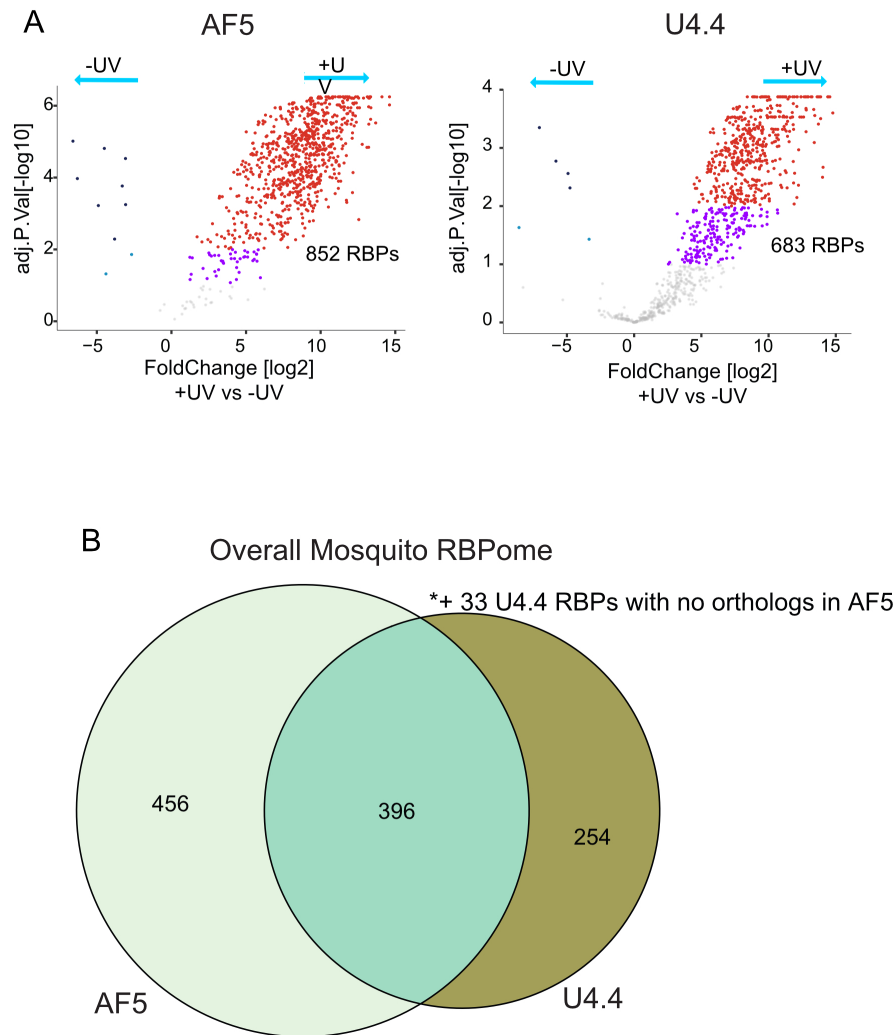 A
AF5
-UV
+U
V
6
4
2
0
adj.P.Val[-log10]
852 RBPs
−5
0
5
10
15
FoldChange [log2]
+UV vs -UV
U4.4
-UV
+UV
4
3
2
1
0
adj.P.Val[-log10]
683 RBPs
−5
0
5
10
15
FoldChange [log2]
+UV vs -UV
B
Overall Mosquito RBPome
*+ 33 U4.4 RBPs with no orthologs in AF5
456
396
254
AF5
U4.4